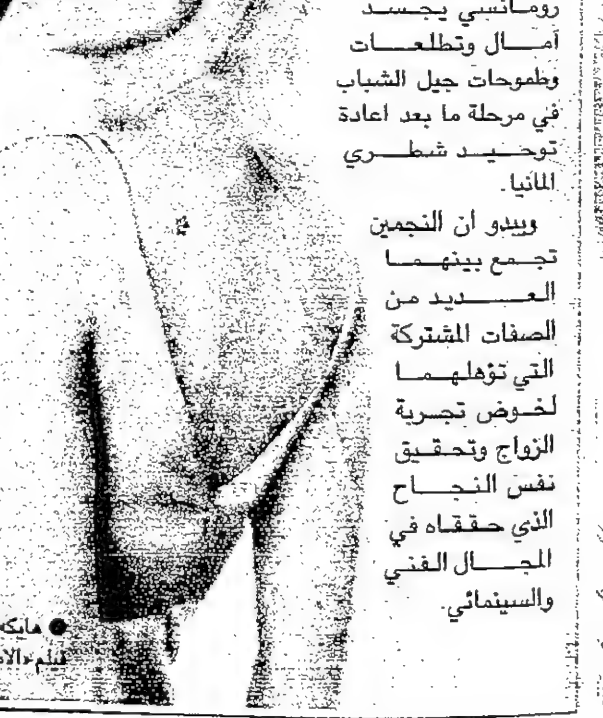 رومانسي يجسد
آمال وتطلعات
وطموحات جيل الشباب
في مرحلة ما بعد اعادة
توحيد شطري
المانيا.
ويبدو ان النجمين
تجمع بينهما
العديد من
الصفات المشتركة
التي تؤهلهما
لخوض تجربة
الزواج وتحقيق
نفس النجاح
الذي حققاه في
المجال الفني
والسينمائي.
● هايكه
فيلم